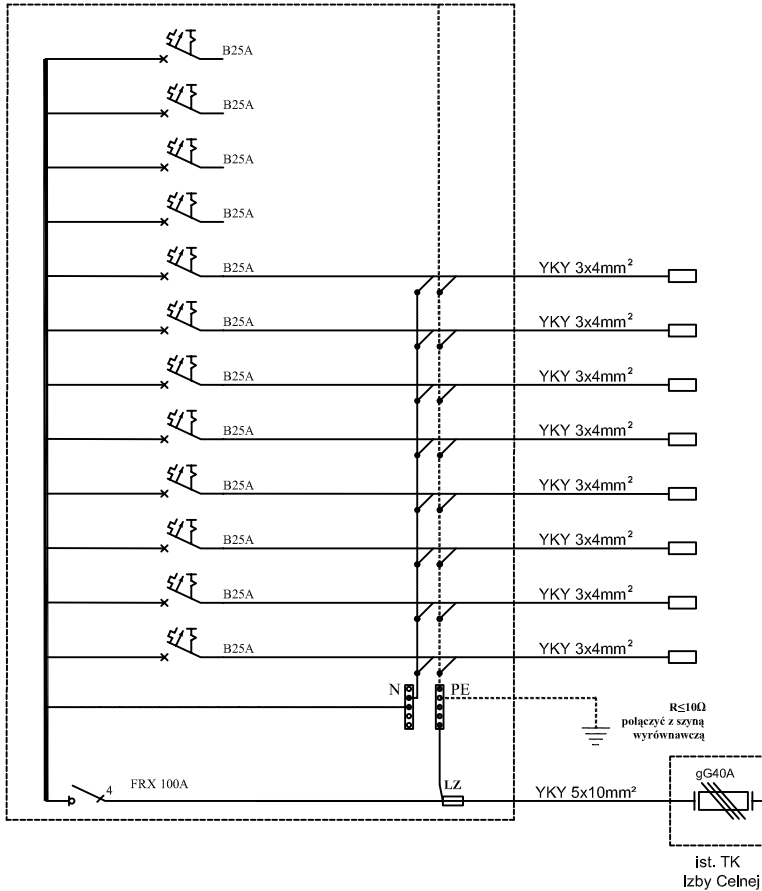 B25A
B25A
B25A
B25A
B25A
YKY 3x4mm²
B25A
YKY 3x4mm²
B25A
YKY 3x4mm²
B25A
YKY 3x4mm²
B25A
YKY 3x4mm²
B25A
YKY 3x4mm²
B25A
YKY 3x4mm²
B25A
YKY 3x4mm²
N
PE
R≤10Ω
połączyć z szyną
wyrównawczą
4
FRX 100A
LZ
YKY 5x10mm²
gG40A
ist. TK
Izby Celnej